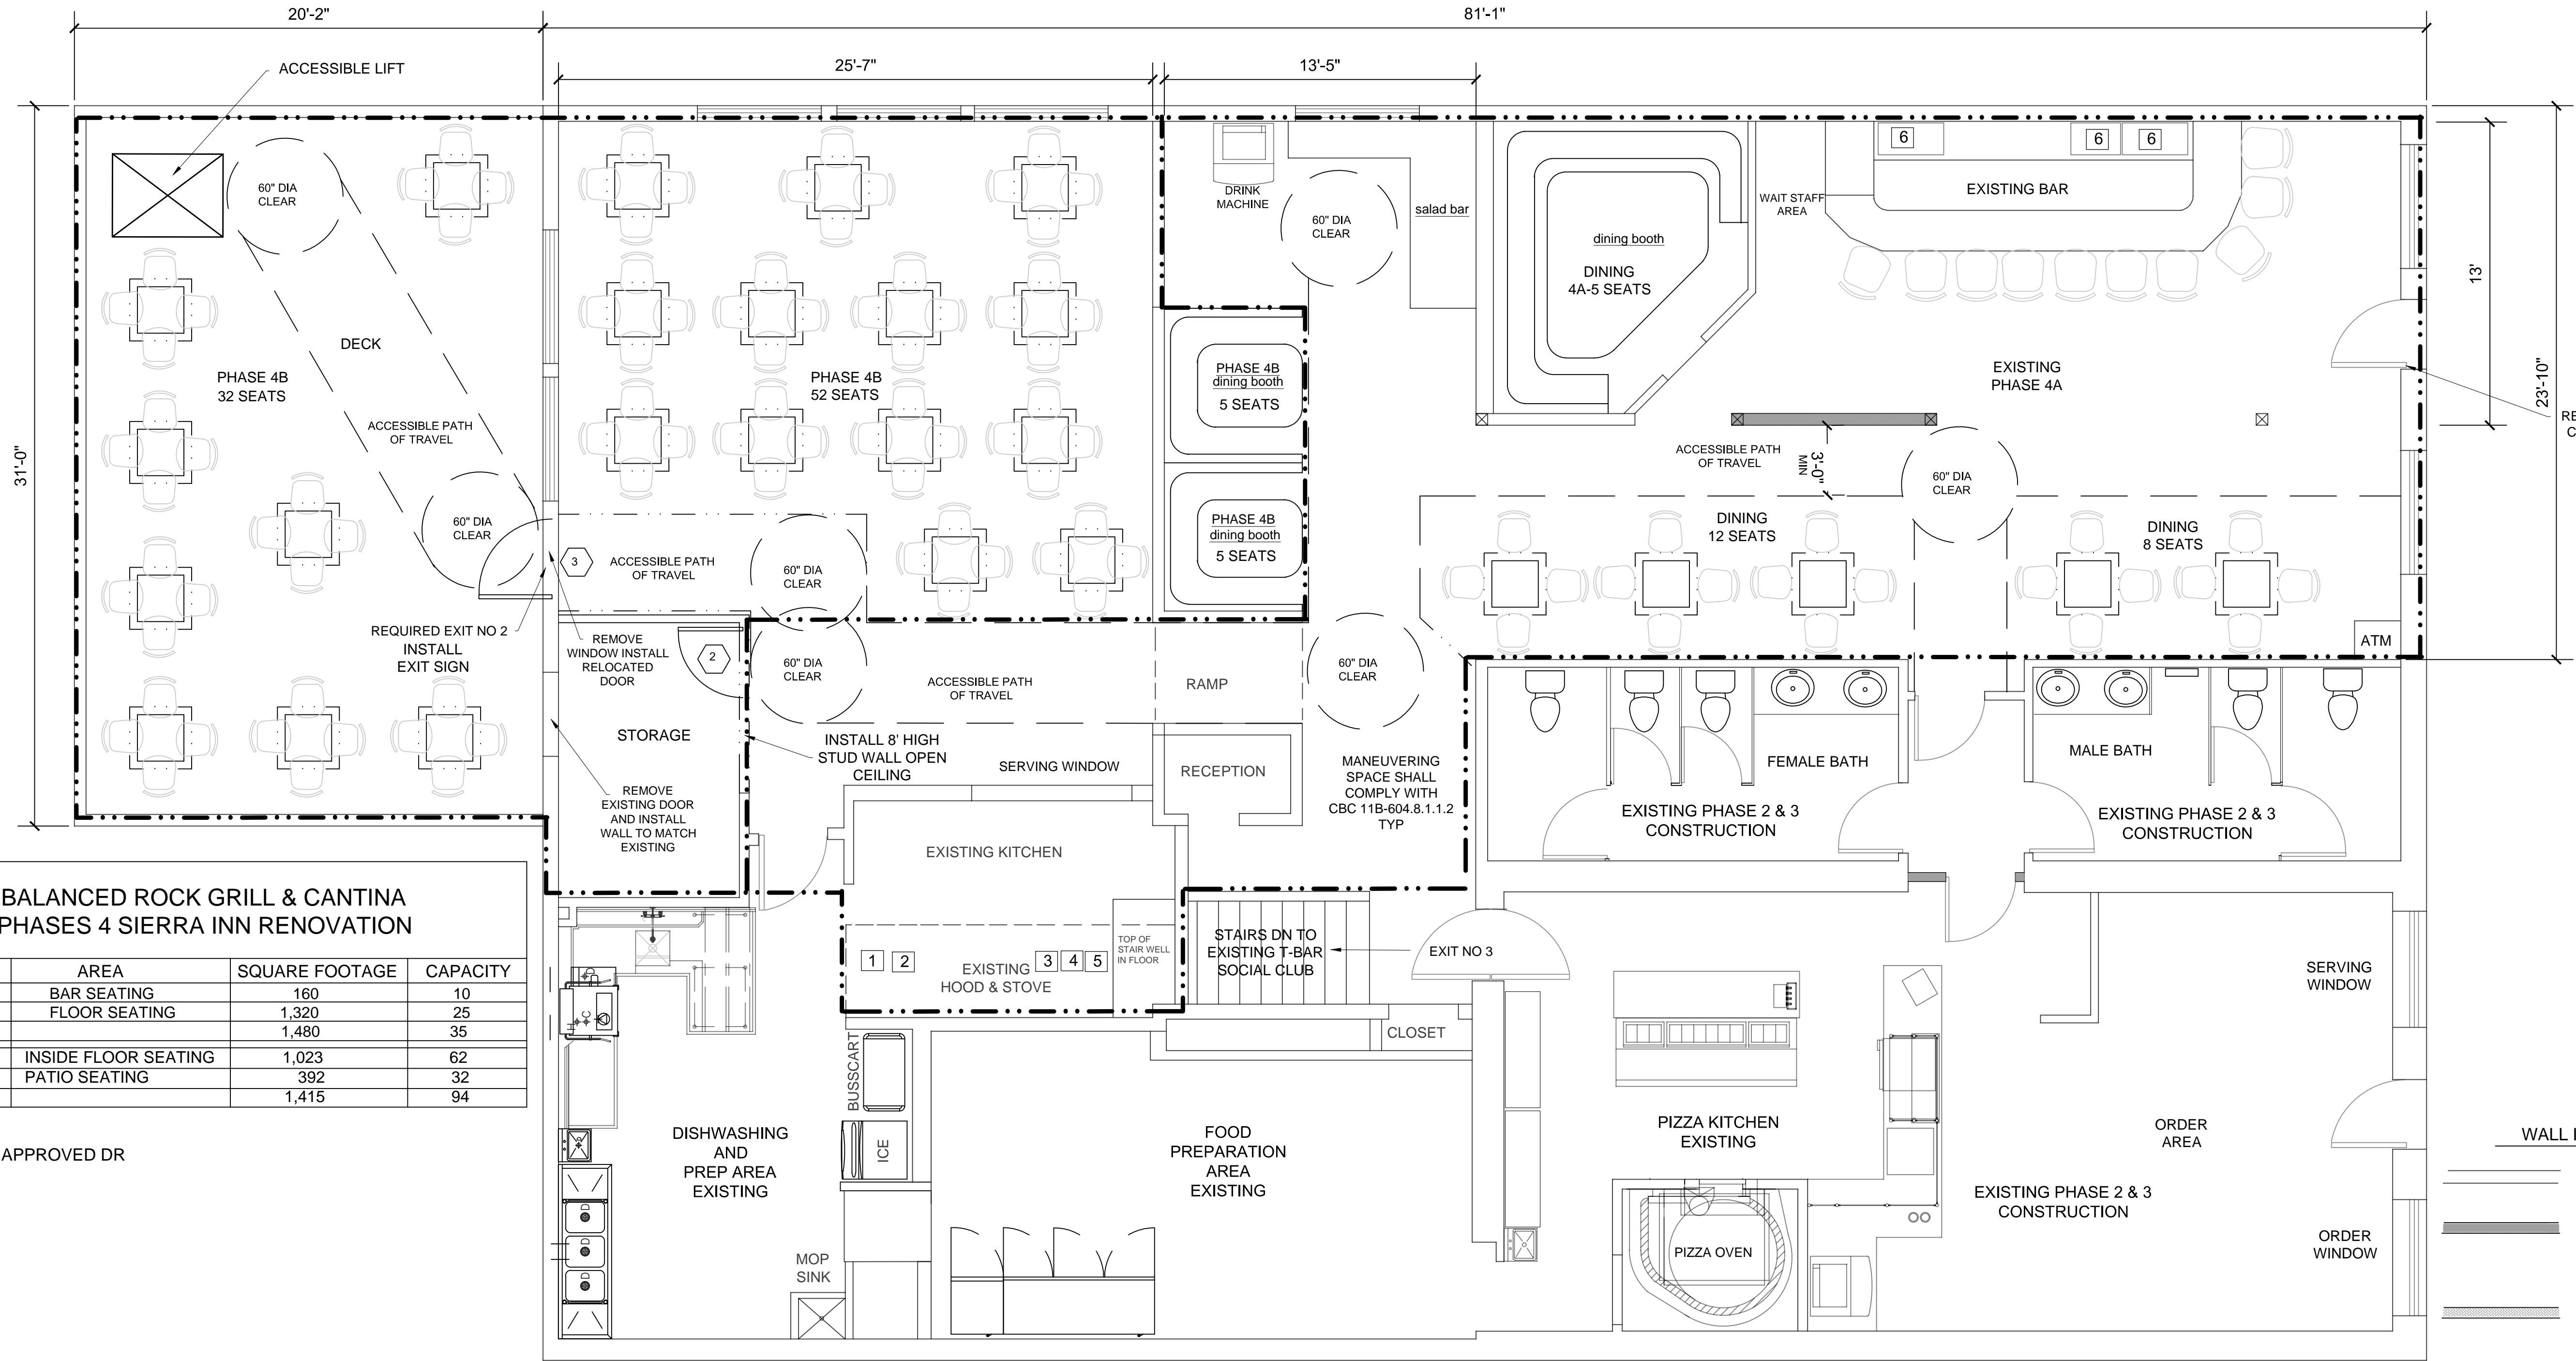 20'-2"
81'-1"
ACCESSIBLE LIFT
25'-7"
13'-5"
60" DIA
CLEAR
DRINK
MACHINE
60" DIA
CLEAR
salad bar
dining booth
DINING
4A-5 SEATS
WAIT STAFF
AREA
6
6
6
EXISTING BAR
13'
23'-10"
31'-0"
DECK
PHASE 4B
32 SEATS
ACCESSIBLE PATH
OF TRAVEL
60" DIA
CLEAR
PHASE 4B
52 SEATS
PHASE 4B
dining booth
5 SEATS
PHASE 4B
dining booth
5 SEATS
EXISTING
PHASE 4A
RE
C
ACCESSIBLE PATH
OF TRAVEL
3'-0"
MIN
60" DIA
CLEAR
DINING
12 SEATS
DINING
8 SEATS
ATM
3
ACCESSIBLE PATH
OF TRAVEL
60" DIA
CLEAR
REQUIRED EXIT NO 2
INSTALL
EXIT SIGN
REMOVE
WINDOW INSTALL
RELOCATED
DOOR
2
60" DIA
CLEAR
ACCESSIBLE PATH
OF TRAVEL
RAMP
60" DIA
CLEAR
STORAGE
INSTALL 8' HIGH
STUD WALL OPEN
CEILING
SERVING WINDOW
RECEPTION
MANEUVERING
SPACE SHALL
COMPLY WITH
CBC 11B-604.8.1.1.2
TYP
REMOVE
EXISTING DOOR
AND INSTALL
WALL TO MATCH
EXISTING
FEMALE BATH
EXISTING PHASE 2 & 3
CONSTRUCTION
MALE BATH
EXISTING PHASE 2 & 3
CONSTRUCTION
EXISTING KITCHEN
1
2
EXISTING
HOOD & STOVE
3
4
5
TOP OF
STAIR WELL
IN FLOOR
STAIRS DN TO
EXISTING T-BAR
SOCIAL CLUB
EXIT NO 3
CLOSET
BALANCED ROCK GRILL & CANTINA
PHASES 4 SIERRA INN RENOVATION
AREA SQUARE FOOTAGE CAPACITY
BAR SEATING 160 10
FLOOR SEATING 1,320 25
1,480 35
INSIDE FLOOR SEATING 1,023 62
PATIO SEATING 392 32
1,415 94
APPROVED DR
BUSSCART
ICE
DISHWASHING
AND
PREP AREA
EXISTING
MOP
SINK
FOOD
PREPARATION
AREA
EXISTING
PIZZA KITCHEN
EXISTING
PIZZA OVEN
SERVING
WINDOW
ORDER
AREA
EXISTING PHASE 2 & 3
CONSTRUCTION
ORDER
WINDOW
WALL